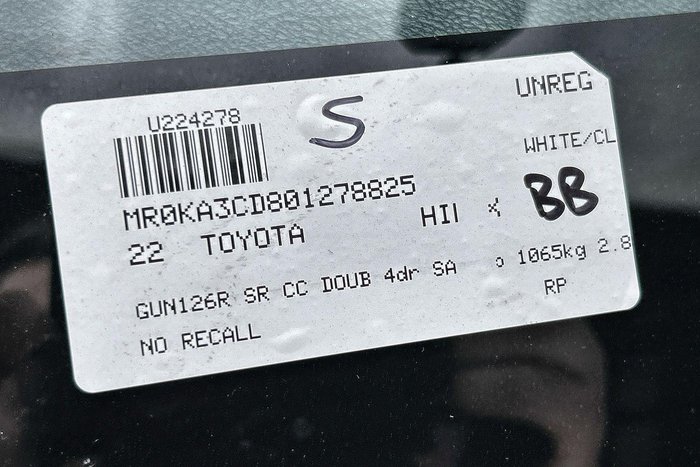 U224278
S
UNREG
WHITE/CL
MR0KA3CD801278825
BB
22 TOYOTA HI
GUN126R SR CC DOUB 4dr SA 1065kg 2.8
RP
NO RECALL